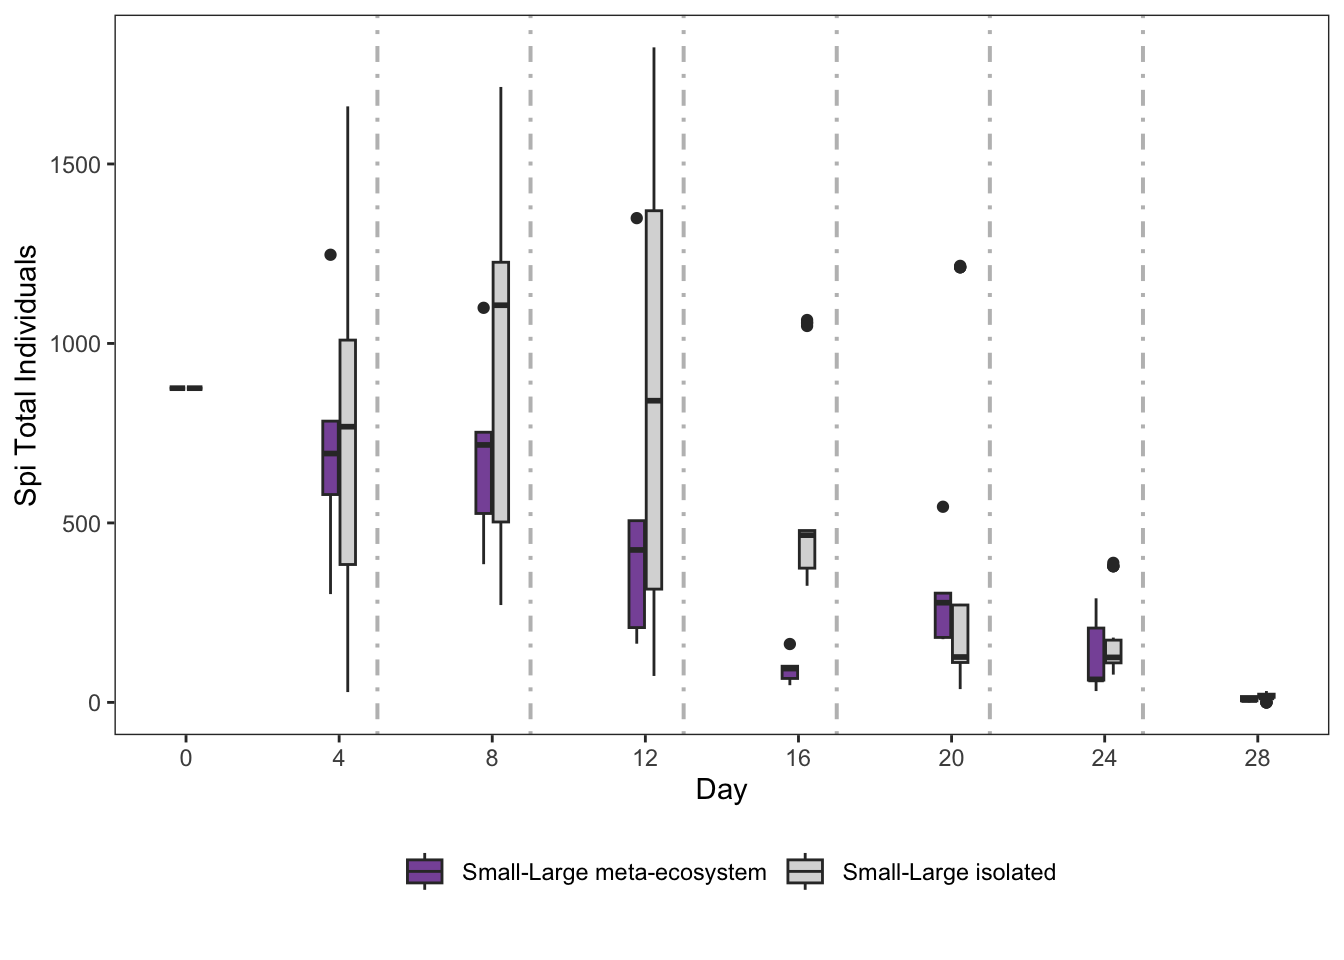 Spi Total Individuals
1500
1000
500
0
0 4 8 12 16 20 24 28
Day
Small-Large meta-ecosystem Small-Large isolated